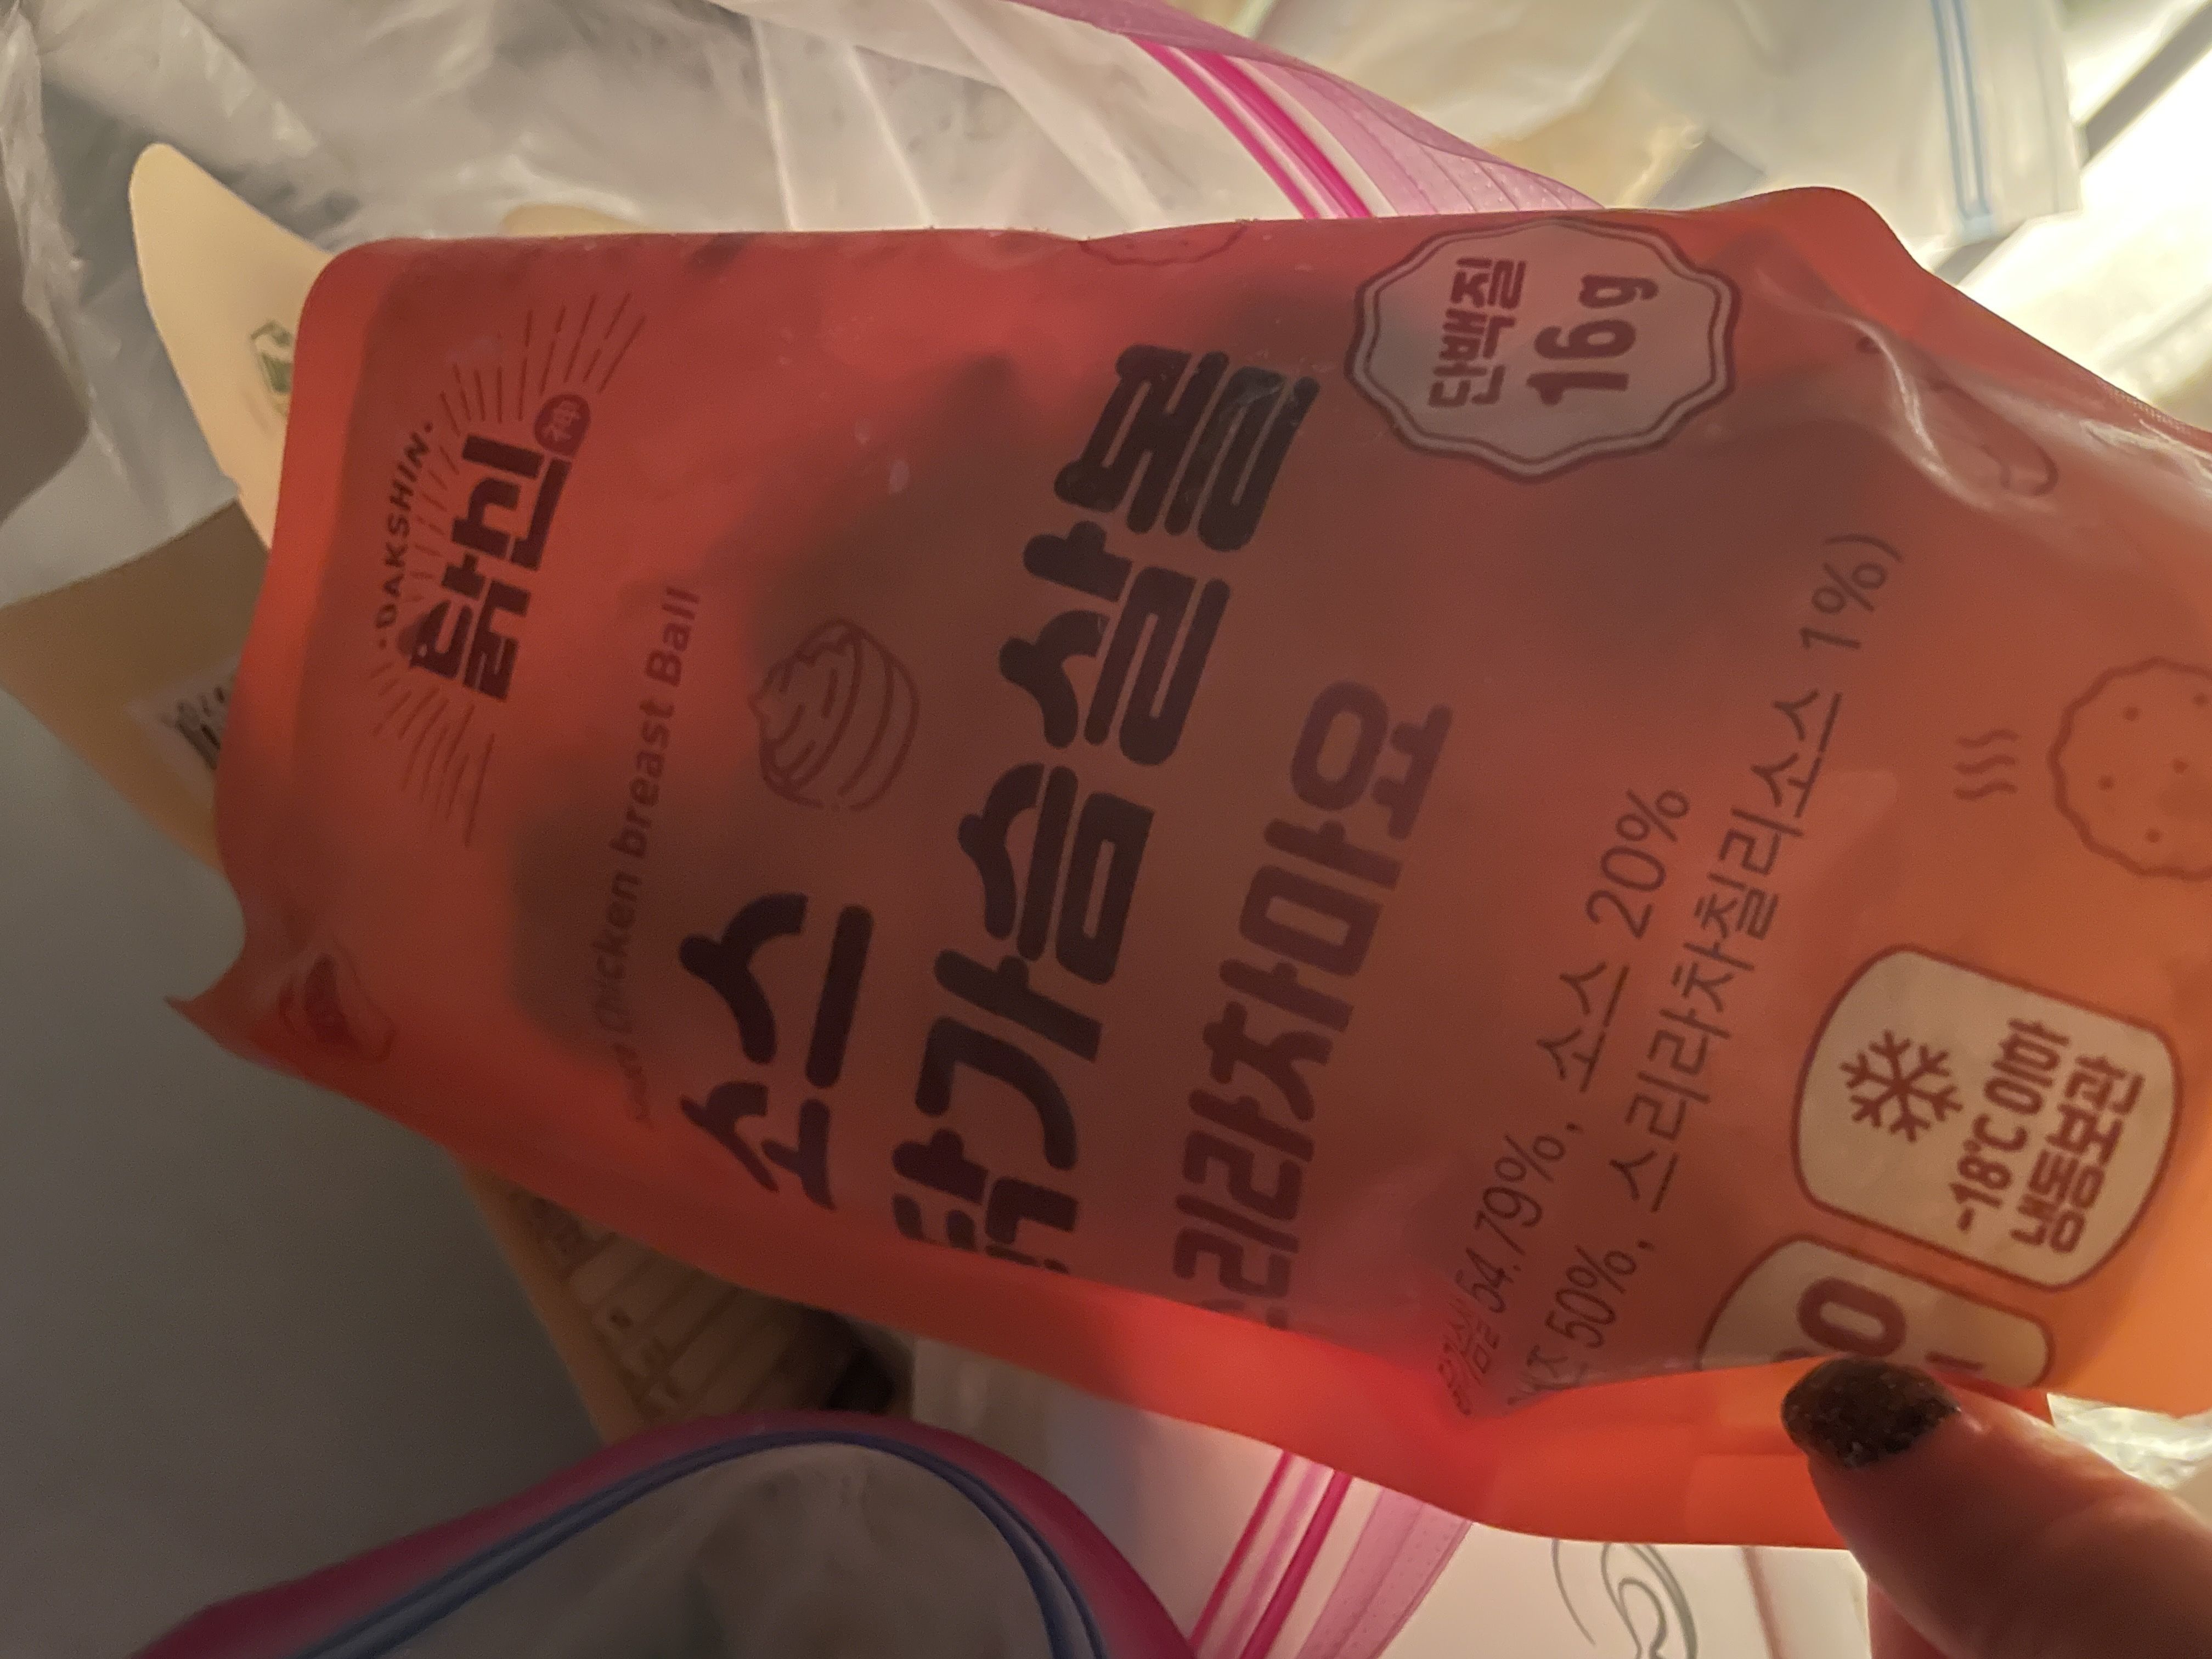 ·DAKSHIN·
닭신
神
chicken breast Ball
소스
닭가슴살볼
스리라차마요
단백질
16g
54.79%, 소스 20%
50%, 스리라차칠리소스 1%)
-18℃ 이하
냉동보관